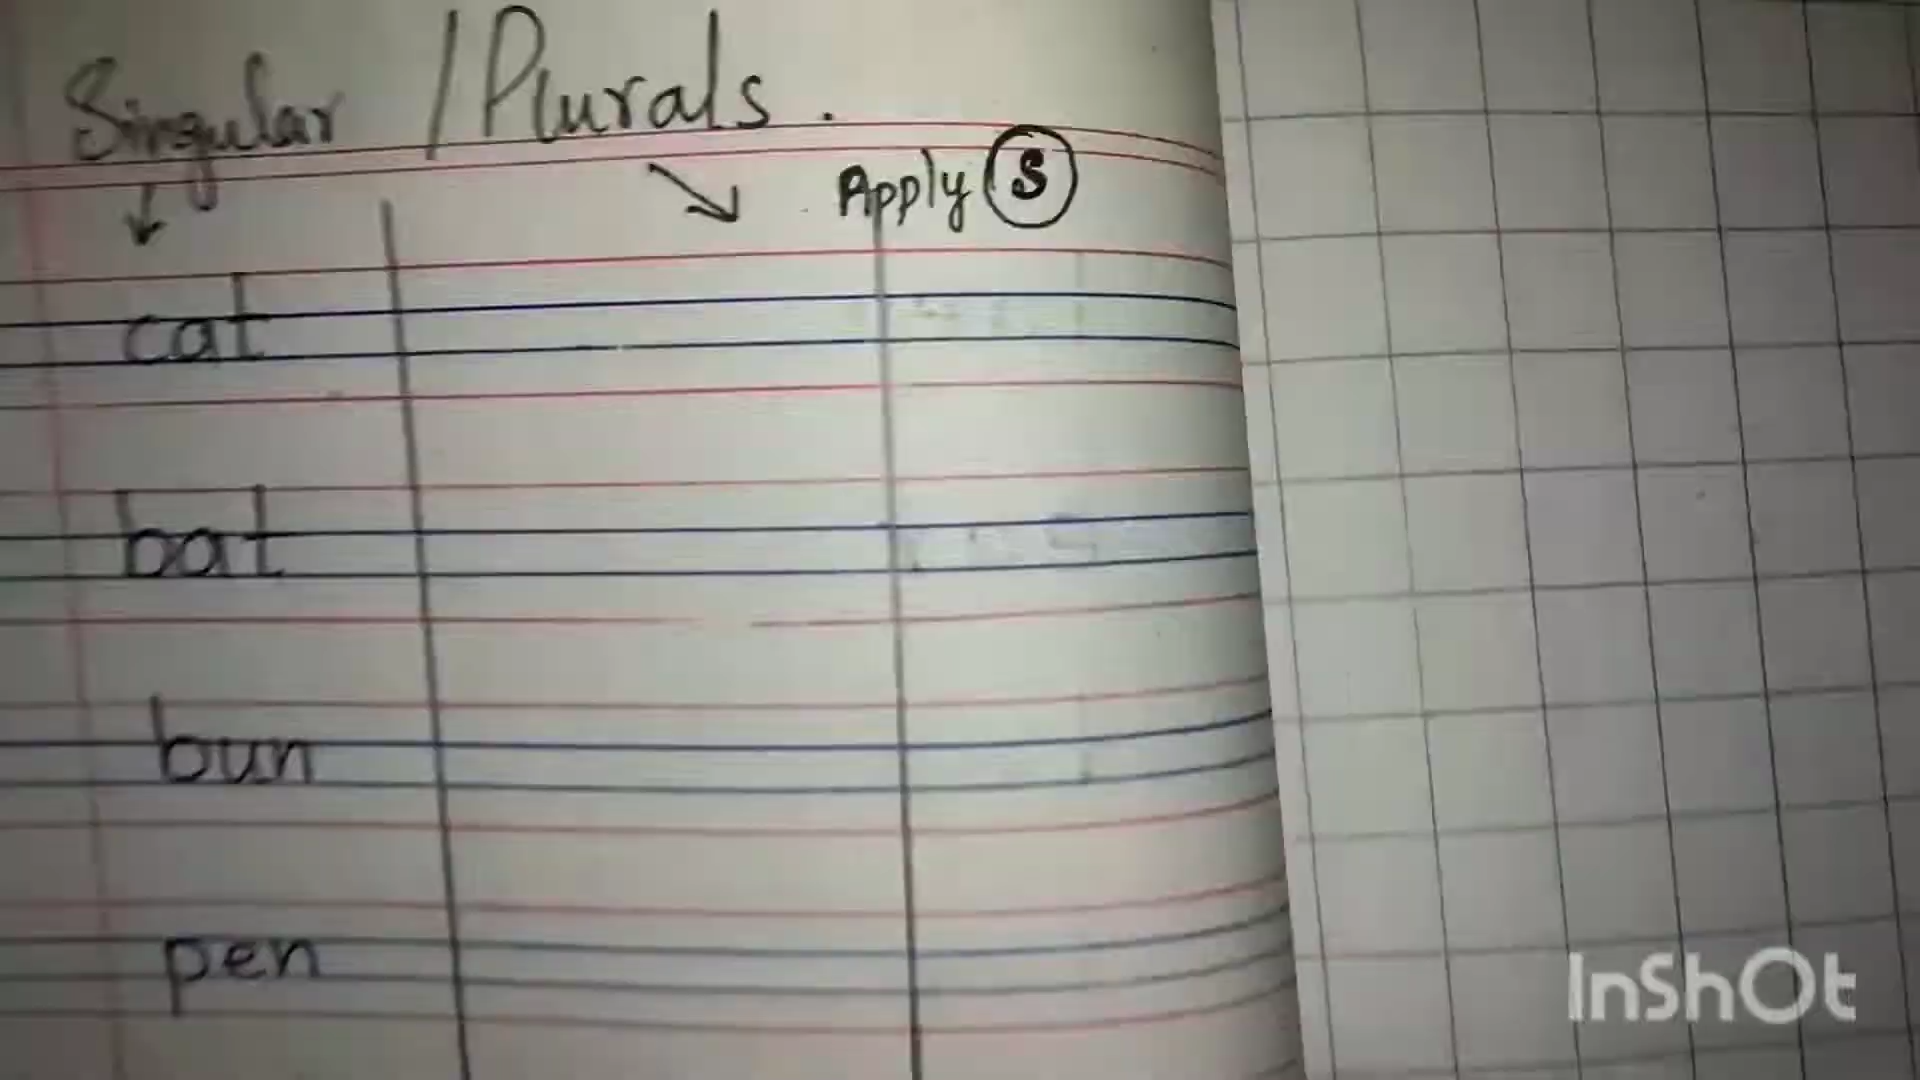 Singular / Plurals.
Apply S
cat
bat
bun
pen
InShOt